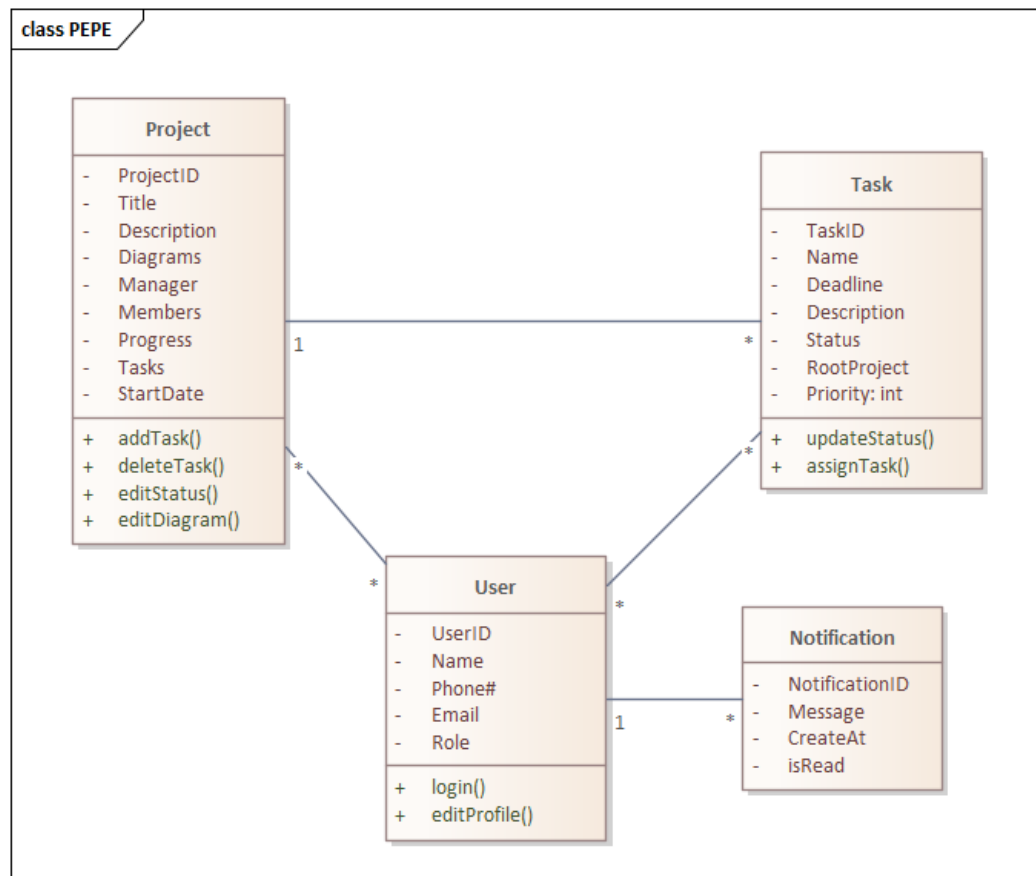 class PEPE
Project
- ProjectID
- Title
- Description
- Diagrams
- Manager
- Members
- Progress
- Tasks
- StartDate
+ addTask()
+ deleteTask()
+ editStatus()
+ editDiagram()
Task
- TaskID
- Name
- Deadline
- Description
- Status
- RootProject
- Priority: int
+ updateStatus()
+ assignTask()
1
*
*
*
*
*
User
- UserID
- Name
- Phone#
- Email
- Role
+ login()
+ editProfile()
1
*
Notification
- NotificationID
- Message
- CreateAt
- isRead